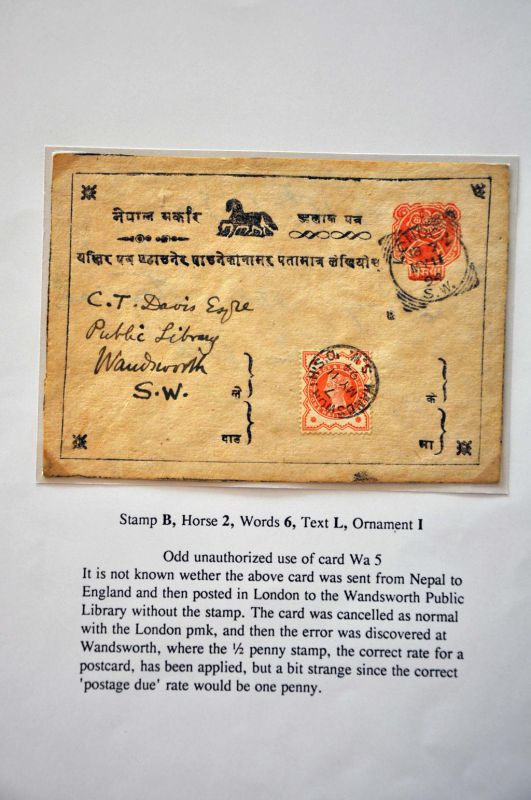 नेपाल सर्कार
C.T. Davis Esqre
Public Library
Wandsworth
S.W.
S.W.
WANDSWORTH S.O. S.W.
Stamp B, Horse 2, Words 6, Text L, Ornament I
Odd unauthorized use of card Wa 5
It is not known wether the above card was sent from Nepal to
England and then posted in London to the Wandsworth Public
Library without the stamp. The card was cancelled as normal
with the London pmk, and then the error was discovered at
Wandsworth, where the ½ penny stamp, the correct rate for a
postcard, has been applied, but a bit strange since the correct
'postage due' rate would be one penny.